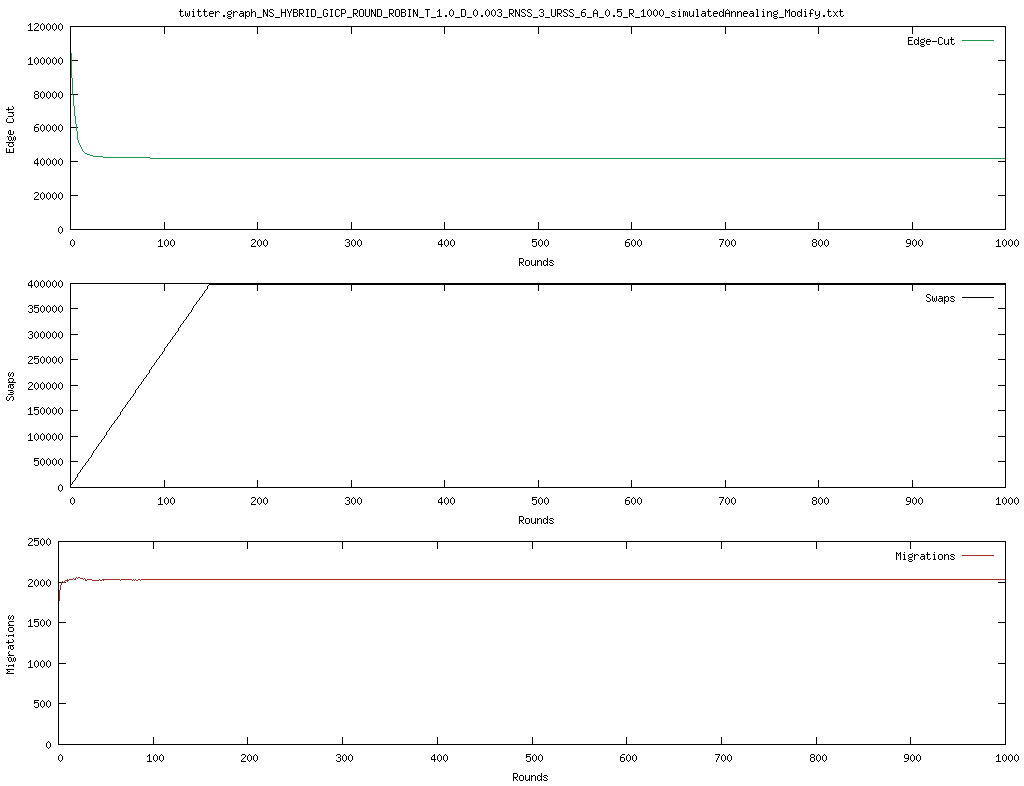 twitter.graph_NS_HYBRID_GICP_ROUND_ROBIN_T_1.0_D_0.003_RNSS_3_URSS_6_A_0.5_R_1000_simulatedAnnealing_Modify.txt
120000
100000
80000
60000
40000
20000
0
Edge Cut
Edge-Cut
0 100 200 300 400 500 600 700 800 900 1000
Rounds
400000
350000
300000
250000
200000
150000
100000
50000
0
Swaps
Swaps
0 100 200 300 400 500 600 700 800 900 1000
Rounds
2500
2000
1500
1000
500
0
Migrations
Migrations
0 100 200 300 400 500 600 700 800 900 1000
Rounds